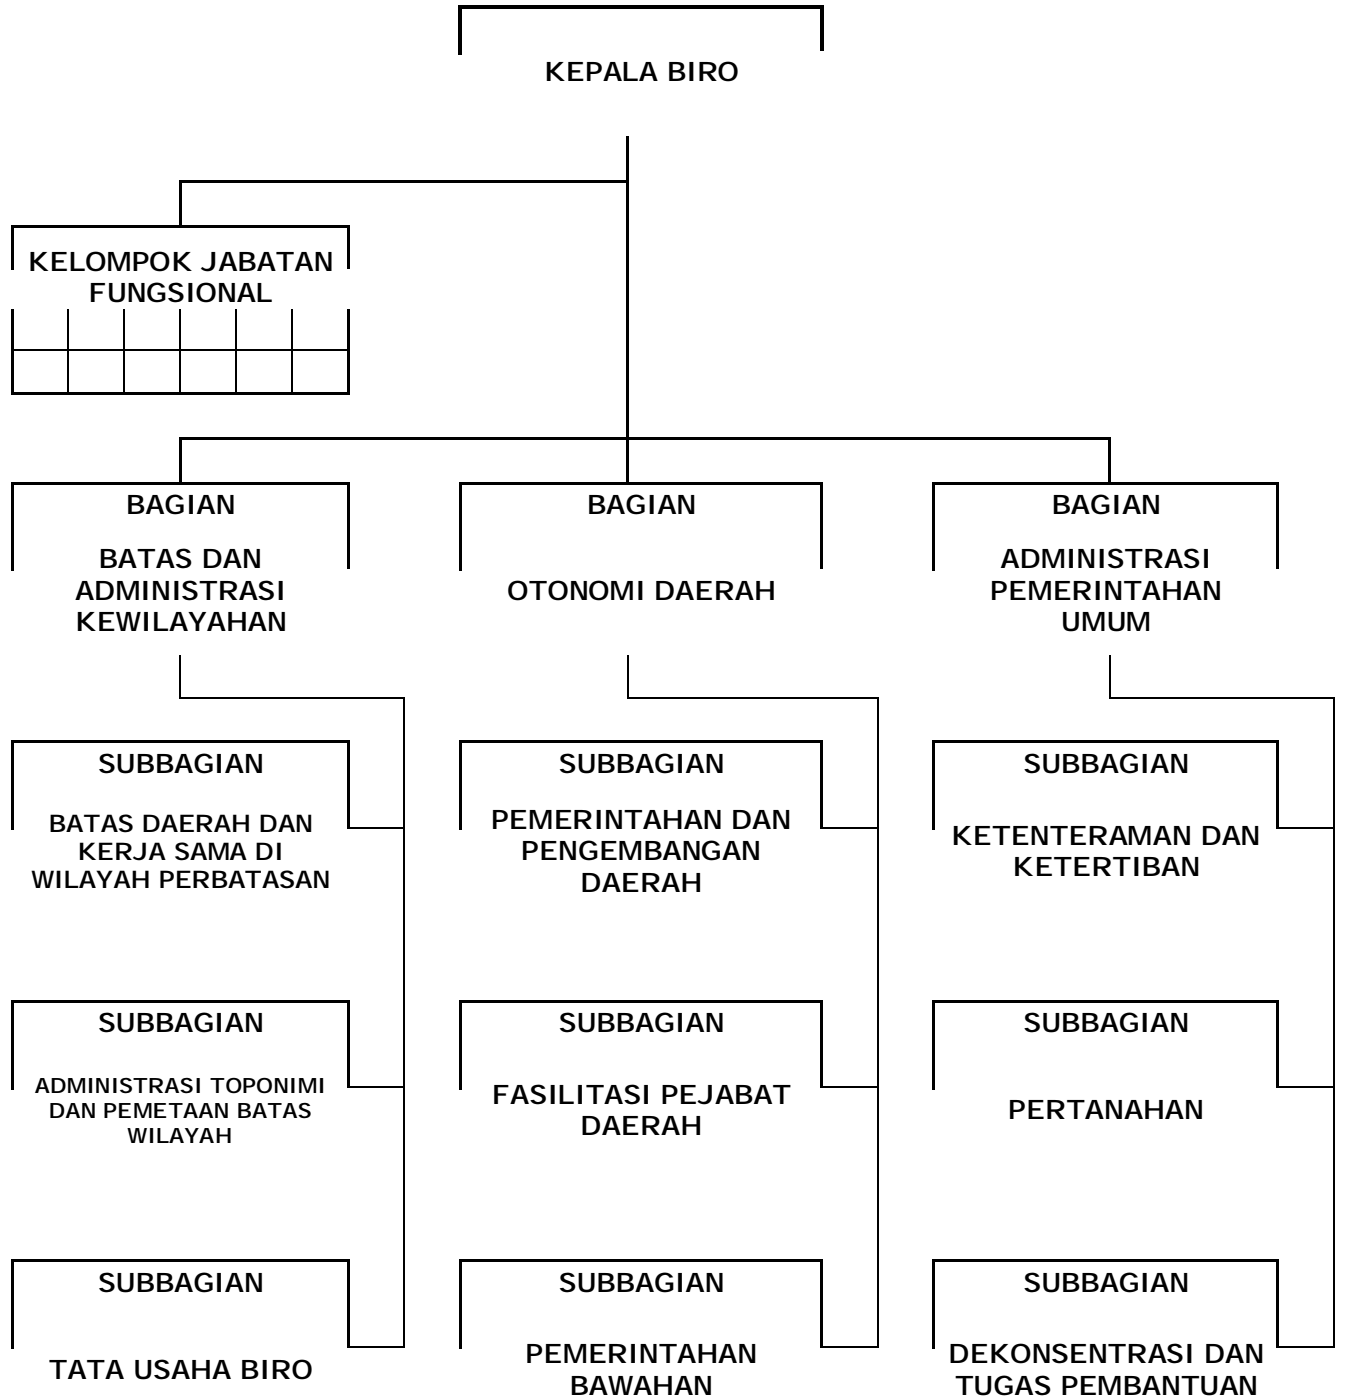 KEPALA BIRO
KELOMPOK JABATAN
FUNGSIONAL
BAGIAN
BATAS DAN
ADMINISTRASI
KEWILAYAHAN
BAGIAN
OTONOMI DAERAH
BAGIAN
ADMINISTRASI
PEMERINTAHAN
UMUM
SUBBAGIAN
BATAS DAERAH DAN
KERJA SAMA DI
WILAYAH PERBATASAN
SUBBAGIAN
PEMERINTAHAN DAN
PENGEMBANGAN
DAERAH
SUBBAGIAN
KETENTERAMAN DAN
KETERTIBAN
SUBBAGIAN
ADMINISTRASI TOPONIMI
DAN PEMETAAN BATAS
WILAYAH
SUBBAGIAN
FASILITASI PEJABAT
DAERAH
SUBBAGIAN
PERTANAHAN
SUBBAGIAN
TATA USAHA BIRO
SUBBAGIAN
PEMERINTAHAN
BAWAHAN
SUBBAGIAN
DEKONSENTRASI DAN
TUGAS PEMBANTUAN